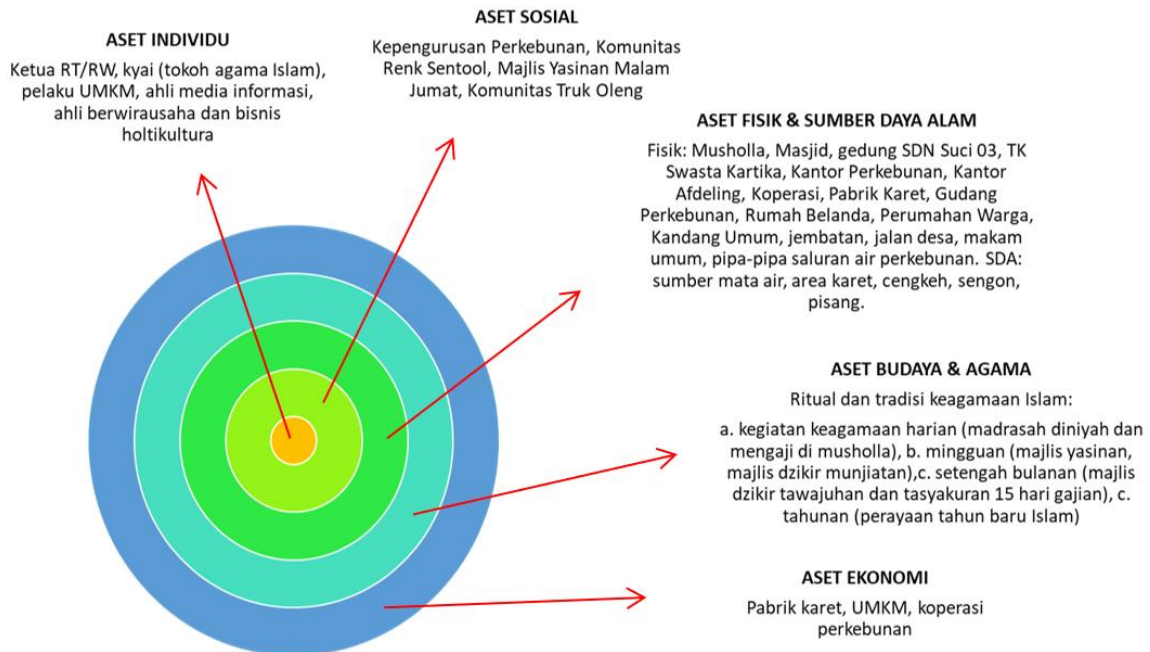 ASET INDIVIDU
Ketua RT/RW, kyai (tokoh agama Islam),
pelaku UMKM, ahli media informasi,
ahli berwirausaha dan bisnis
holtikultura
ASET SOSIAL
Kepengurusan Perkebunan, Komunitas
Renk Sentool, Majlis Yasinan Malam
Jumat, Komunitas Truk Oleng
ASET FISIK & SUMBER DAYA ALAM
Fisik: Musholla, Masjid, gedung SDN Suci 03, TK
Swasta Kartika, Kantor Perkebunan, Kantor
Afdeling, Koperasi, Pabrik Karet, Gudang
Perkebunan, Rumah Belanda, Perumahan Warga,
Kandang Umum, jembatan, jalan desa, makam
umum, pipa-pipa saluran air perkebunan. SDA:
sumber mata air, area karet, cengkeh, sengon,
pisang.
ASET BUDAYA & AGAMA
Ritual dan tradisi keagamaan Islam:
a. kegiatan keagamaan harian (madrasah diniyah dan
mengaji di musholla), b. mingguan (majlis yasinan,
majlis dzikir munjiatan),c. setengah bulanan (majlis
dzikir tawajuhan dan tasyakuran 15 hari gajian), c.
tahunan (perayaan tahun baru Islam)
ASET EKONOMI
Pabrik karet, UMKM, koperasi
perkebunan